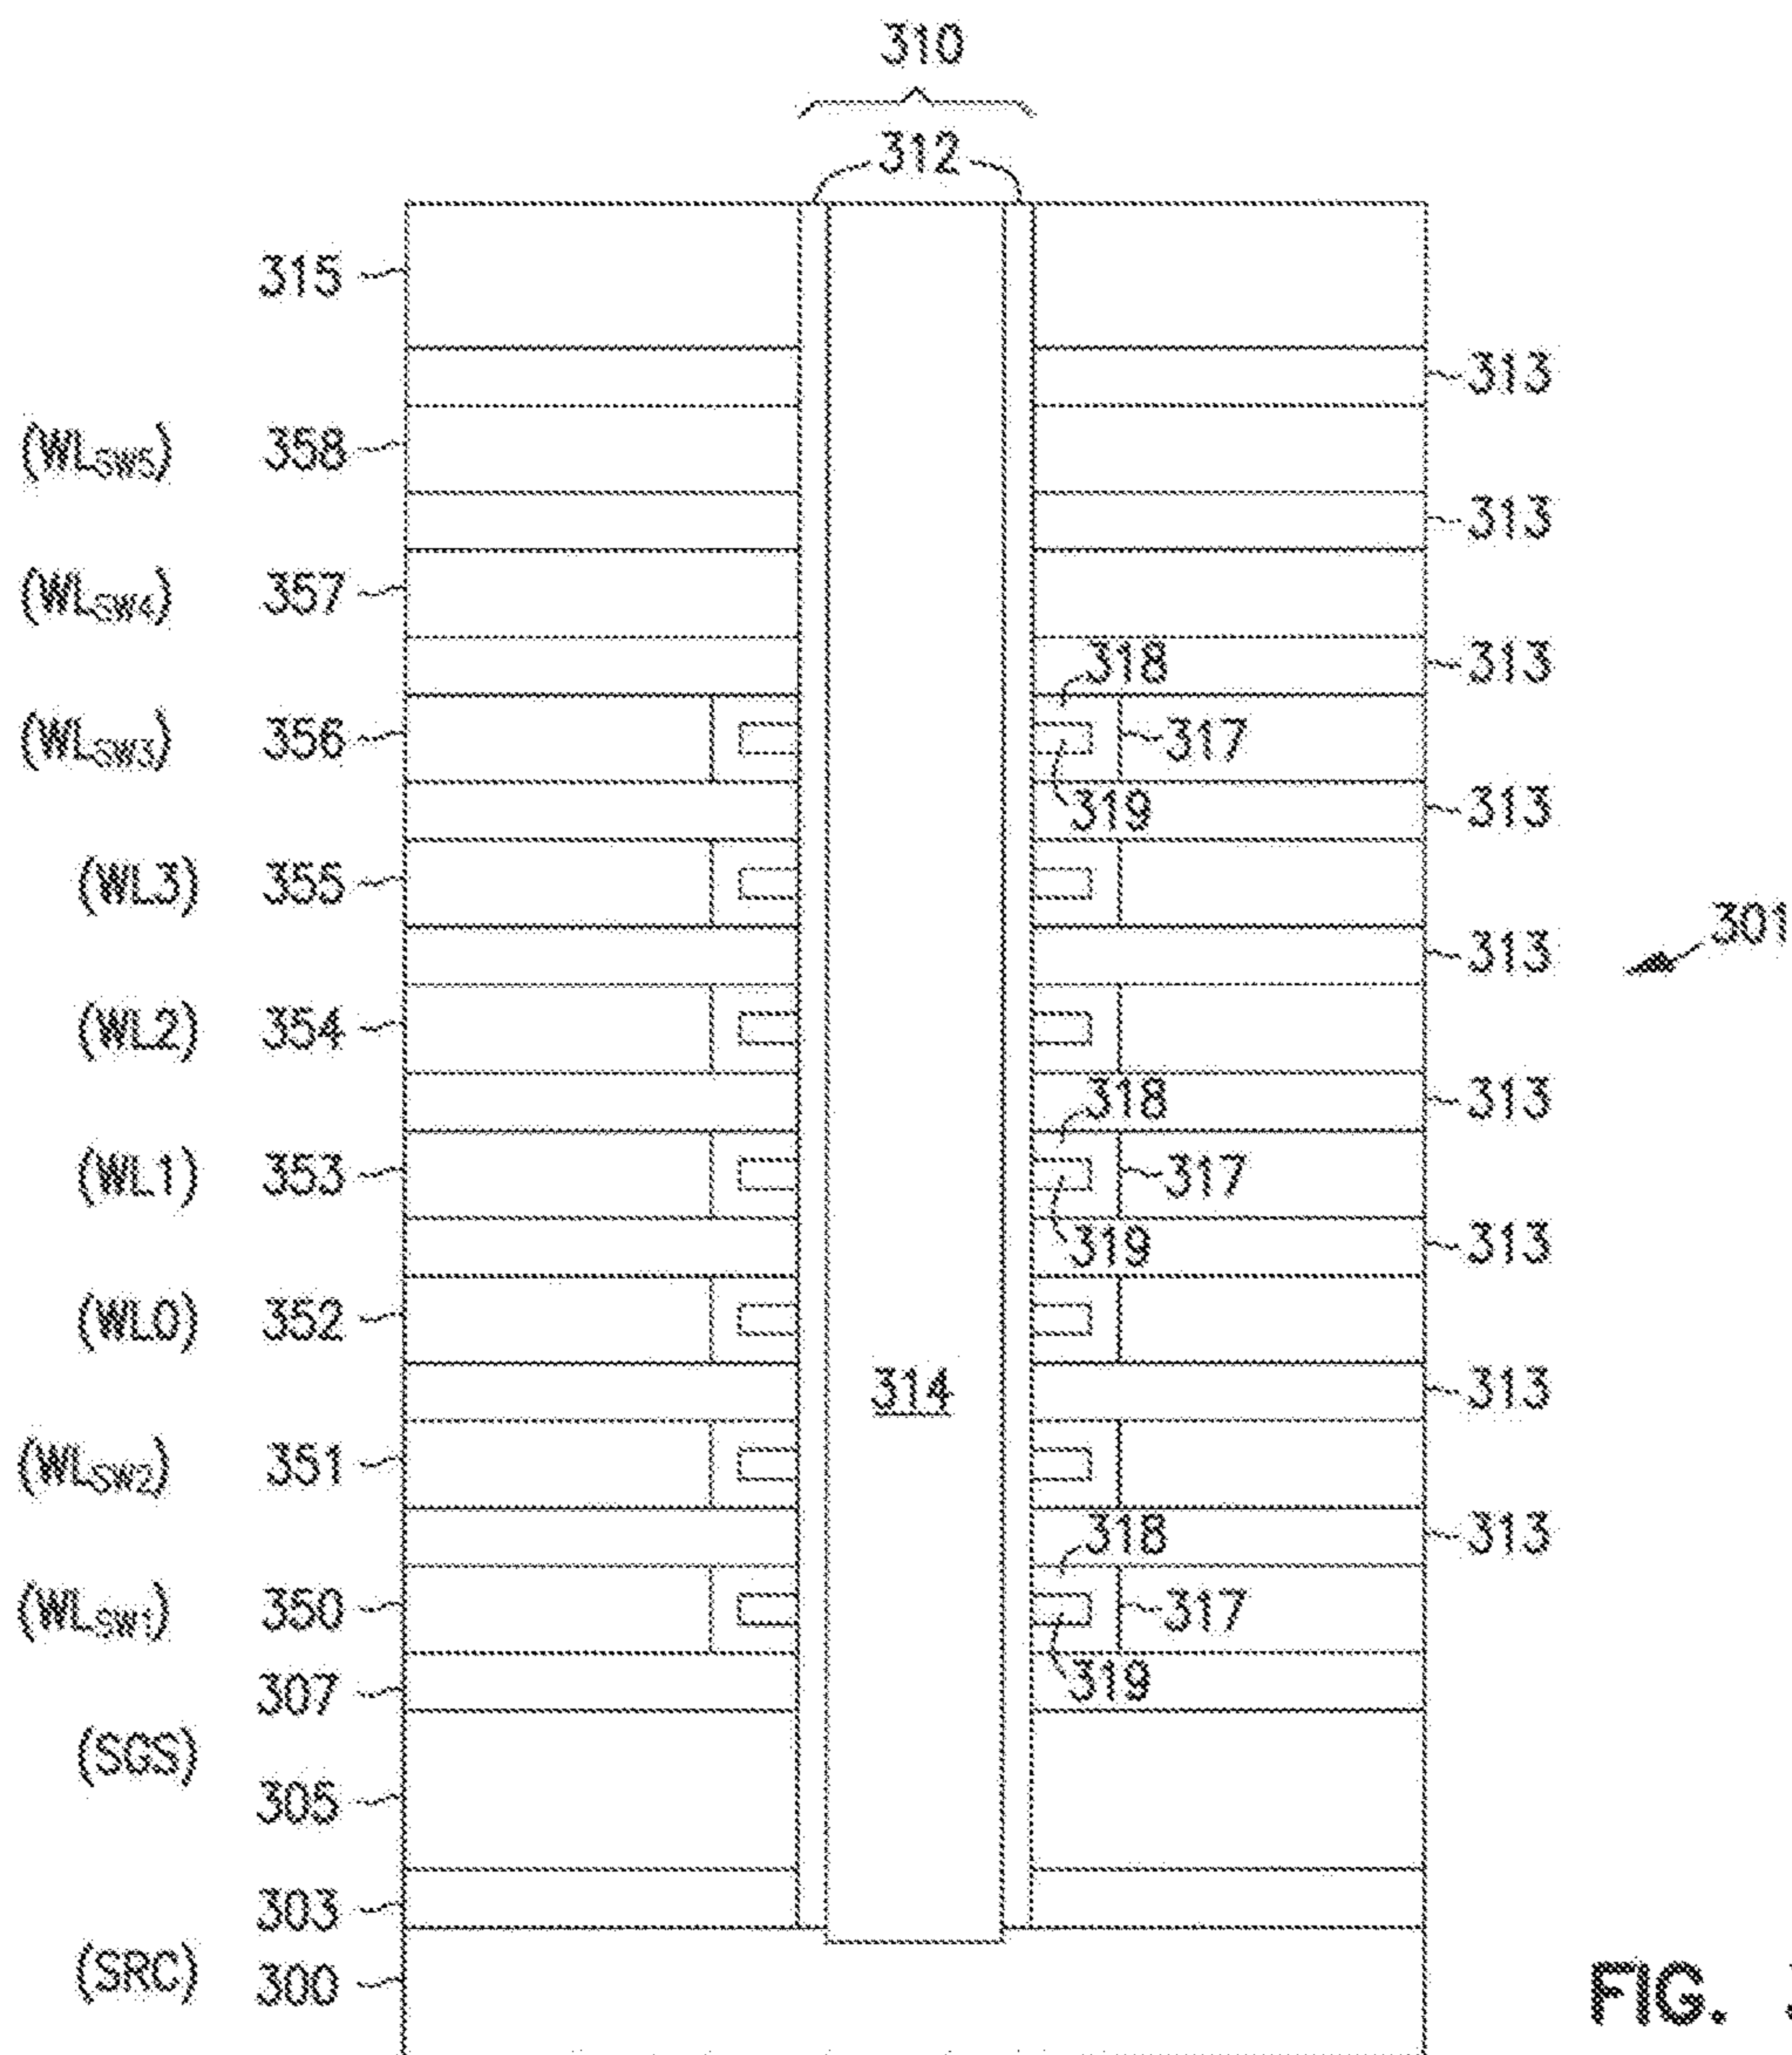 310
312
315
313
(WLSW5) 358
313
(WLSW4) 357
318 313
(WLSW3) 356 317
319 313
(WL3) 355
313 301
(WL2) 354
318 313
(WL1) 353 317
319 313
(WL0) 352
314 313
(WLSW2) 351
318 313
(WLSW1) 350 317
307 319
(SGS)
305
303
(SRC) 300
FIG.